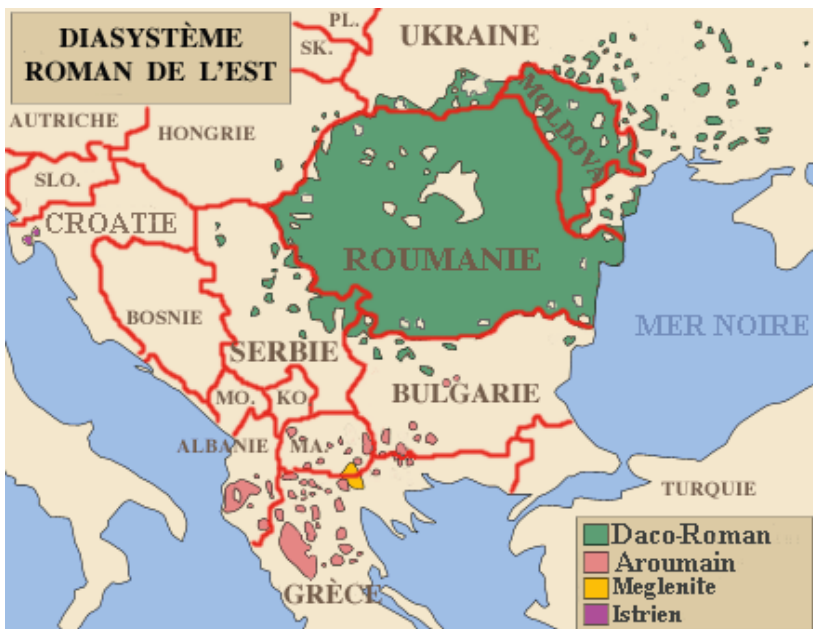 DIASYSTÈME
ROMAN DE L'EST
PL.
SK.
UKRAINE
AUTRICHE
HONGRIE
MOLDOVA
SLO.
CROATIE
ROUMANIE
BOSNIE
MER NOIRE
SERBIE
MO.
KO.
BULGARIE
ALBANIE
MA.
TURQUIE
GRÈCE
Daco-Roman
Aroumain
Meglenite
Istrien